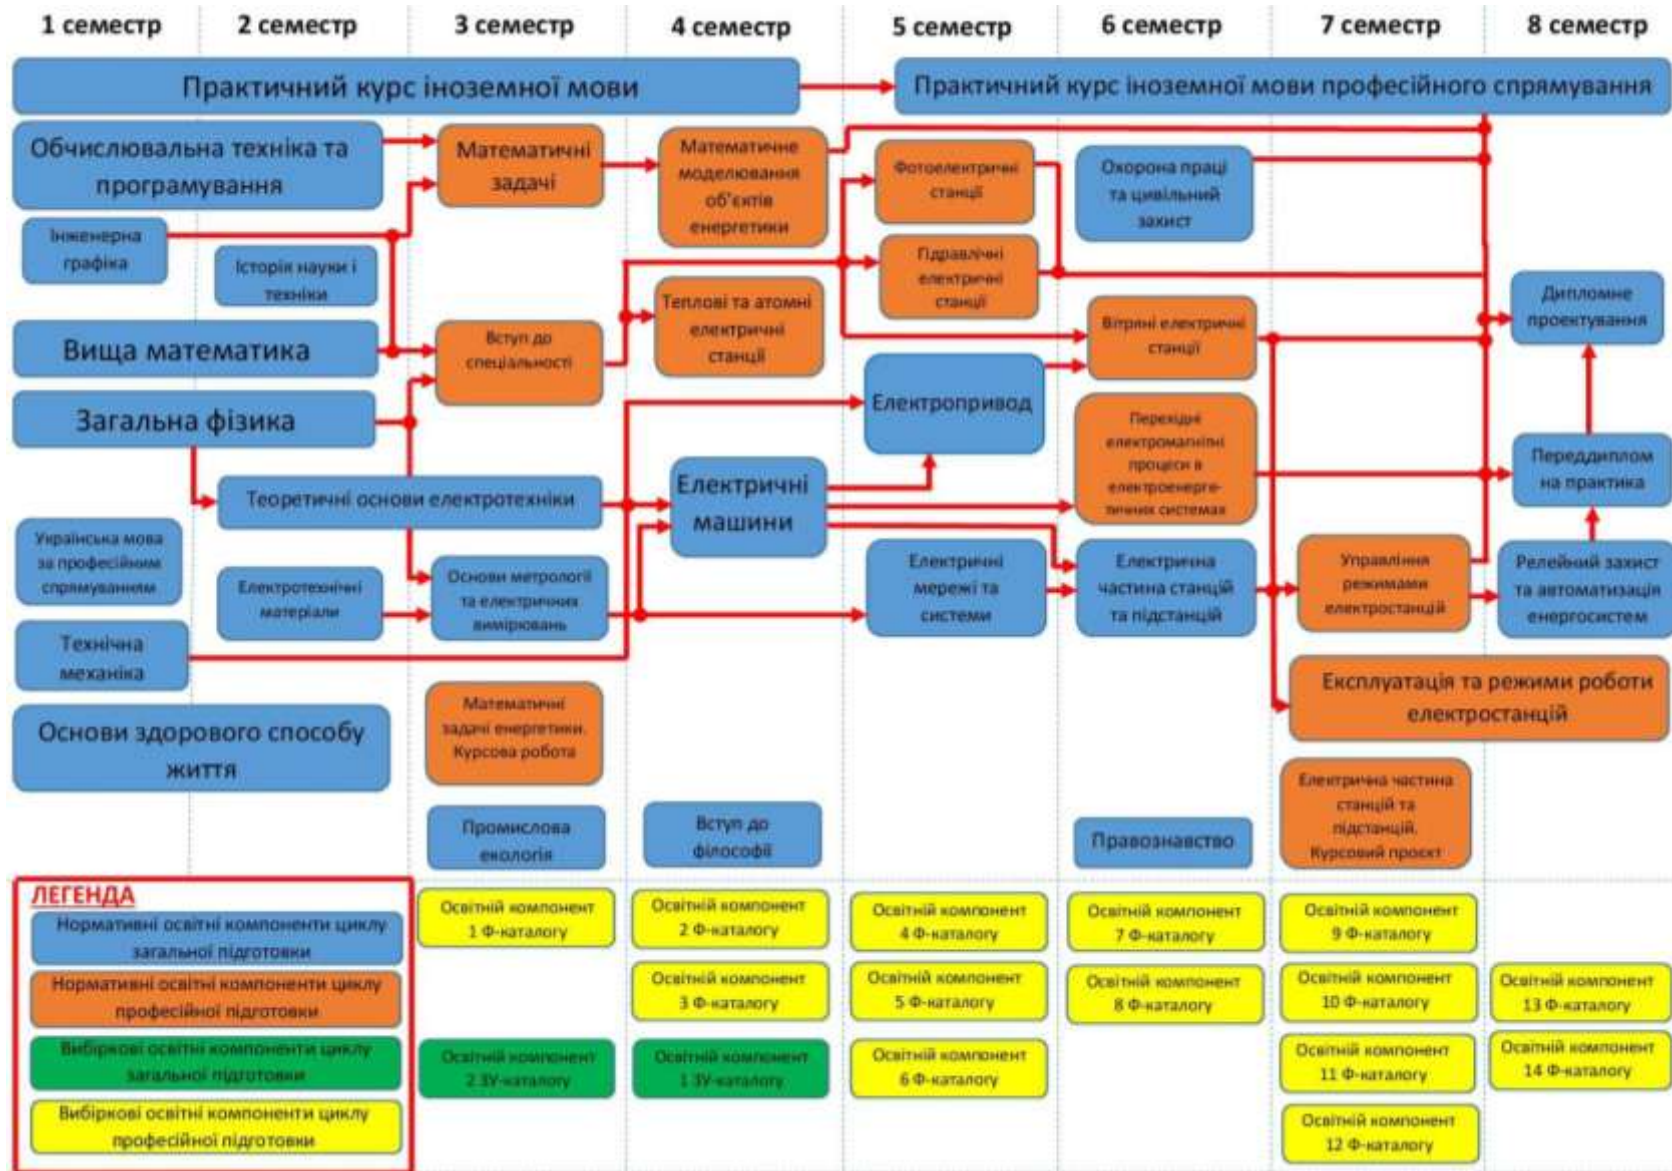 1 семестр
2 семестр
3 семестр
4 семестр
5 семестр
6 семестр
7 семестр
8 семестр
Практичний курс іноземної мови
Практичний курс іноземної мови професійного спрямування
Обчислювальна техніка та
програмування
Математичні
задачі
Математичне
моделювання
об'єктів
енергетики
Фотоелектричні
станції
Охорона праці
та цивільний
захист
Інженерна
графіка
Історія науки і
техніки
Гідравлічні
електричні
станції
Теплові та атомні
електричні
станції
Вітряні електричні
станції
Дипломне
проектування
Вища математика
Вступ до
спеціальності
Загальна фізика
Електропривод
Перехідні
електромагнітні
процеси в
електроенерге-
тичних системах
Переддиплом
на практика
Теоретичні основи електротехніки
Електричні
машини
Українська мова
за професійним
спрямуванням
Електротехнічні
матеріали
Основи метрології
та електричних
вимірювань
Електричні
мережі та
системи
Електрична
частина станцій
та підстанцій
Управління
режимами
електростанцій
Релейний захист
та автоматизація
енергосистем
Технічна
механіка
Основи здорового способу
життя
Математичні
задачі енергетики.
Курсова робота
Експлуатація та режими роботи
електростанцій
Електрична частина
станцій та
підстанцій.
Курсовий проєкт
Промислова
екологія
Вступ до
філософії
Правознавство
ЛЕГЕНДА
Нормативні освітні компоненти циклу
загальної підготовки
Нормативні освітні компоненти циклу
професійної підготовки
Вибіркові освітні компоненти циклу
загальної підготовки
Вибіркові освітні компоненти циклу
професійної підготовки
Освітній компонент
1 Ф-каталогу
Освітній компонент
2 Ф-каталогу
Освітній компонент
4 Ф-каталогу
Освітній компонент
7 Ф-каталогу
Освітній компонент
9 Ф-каталогу
Освітній компонент
3 Ф-каталогу
Освітній компонент
5 Ф-каталогу
Освітній компонент
8 Ф-каталогу
Освітній компонент
10 Ф-каталогу
Освітній компонент
13 Ф-каталогу
Освітній компонент
2 ЗУ-каталогу
Освітній компонент
1 ЗУ-каталогу
Освітній компонент
6 Ф-каталогу
Освітній компонент
11 Ф-каталогу
Освітній компонент
14 Ф-каталогу
Освітній компонент
12 Ф-каталогу